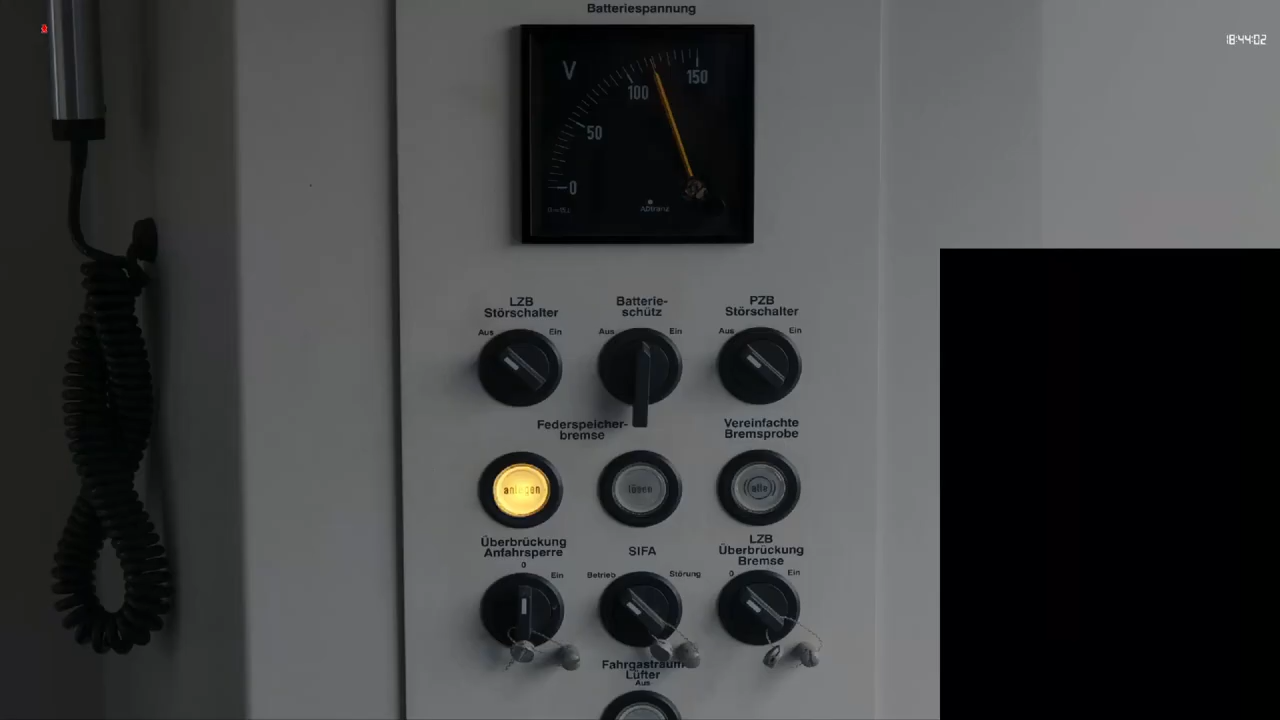 Batteriespannung
18:44:02
V
0
50
100
150
LZB
Störschalter
Aus Ein
Batterie-
schütz
Aus Ein
PZB
Störschalter
Aus Ein
Federspeicher-
bremse
Vereinfachte
Bremsprobe
anlegen
lösen
Überbrückung
Anfahrsperre
0
Ein
SIFA
Betrieb Störung
LZB
Überbrückung
Bremse
0 Ein
Fahrgastraum
Lüfter
Aus